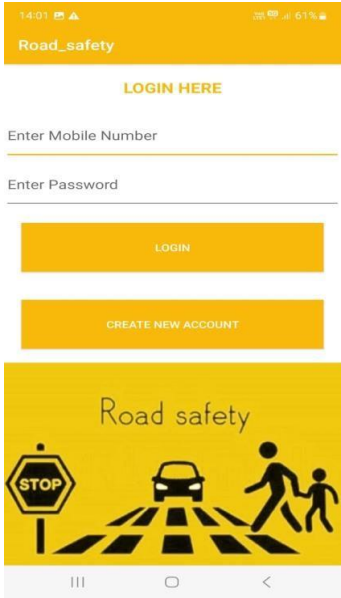 14:01 61%
Road_safety
LOGIN HERE
Enter Mobile Number
Enter Password
LOGIN
CREATE NEW ACCOUNT
Road safety
STOP